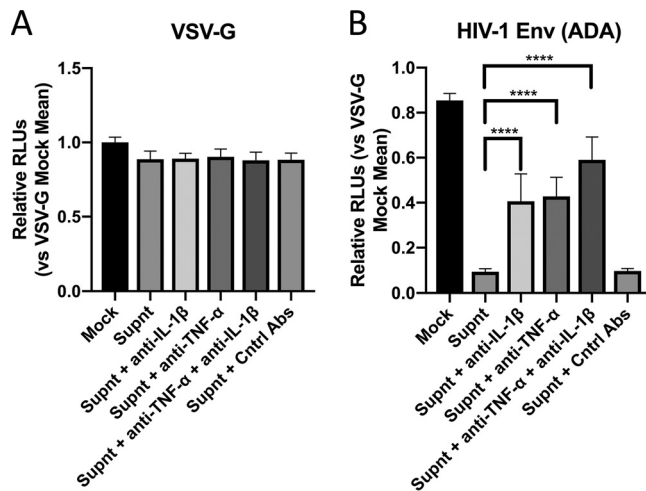 A
VSV-G
Relative RLUs
(vs VSV-G Mock Mean)
1.5
1.0
0.5
0.0
Mock
Supnt
Supnt + anti-IL-1β
Supnt + anti-TNF-α
Supnt + anti-TNF-α + anti-IL-1β
Supnt + Cntrl Abs
B
HIV-1 Env (ADA)
Relative RLUs (vs VSV-G
Mock Mean)
1.0
0.8
0.6
0.4
0.2
0.0
****
****
****
Mock
Supnt
Supnt + anti-IL-1β
Supnt + anti-TNF-α
Supnt + anti-TNF-α + anti-IL-1β
Supnt + Cntrl Abs